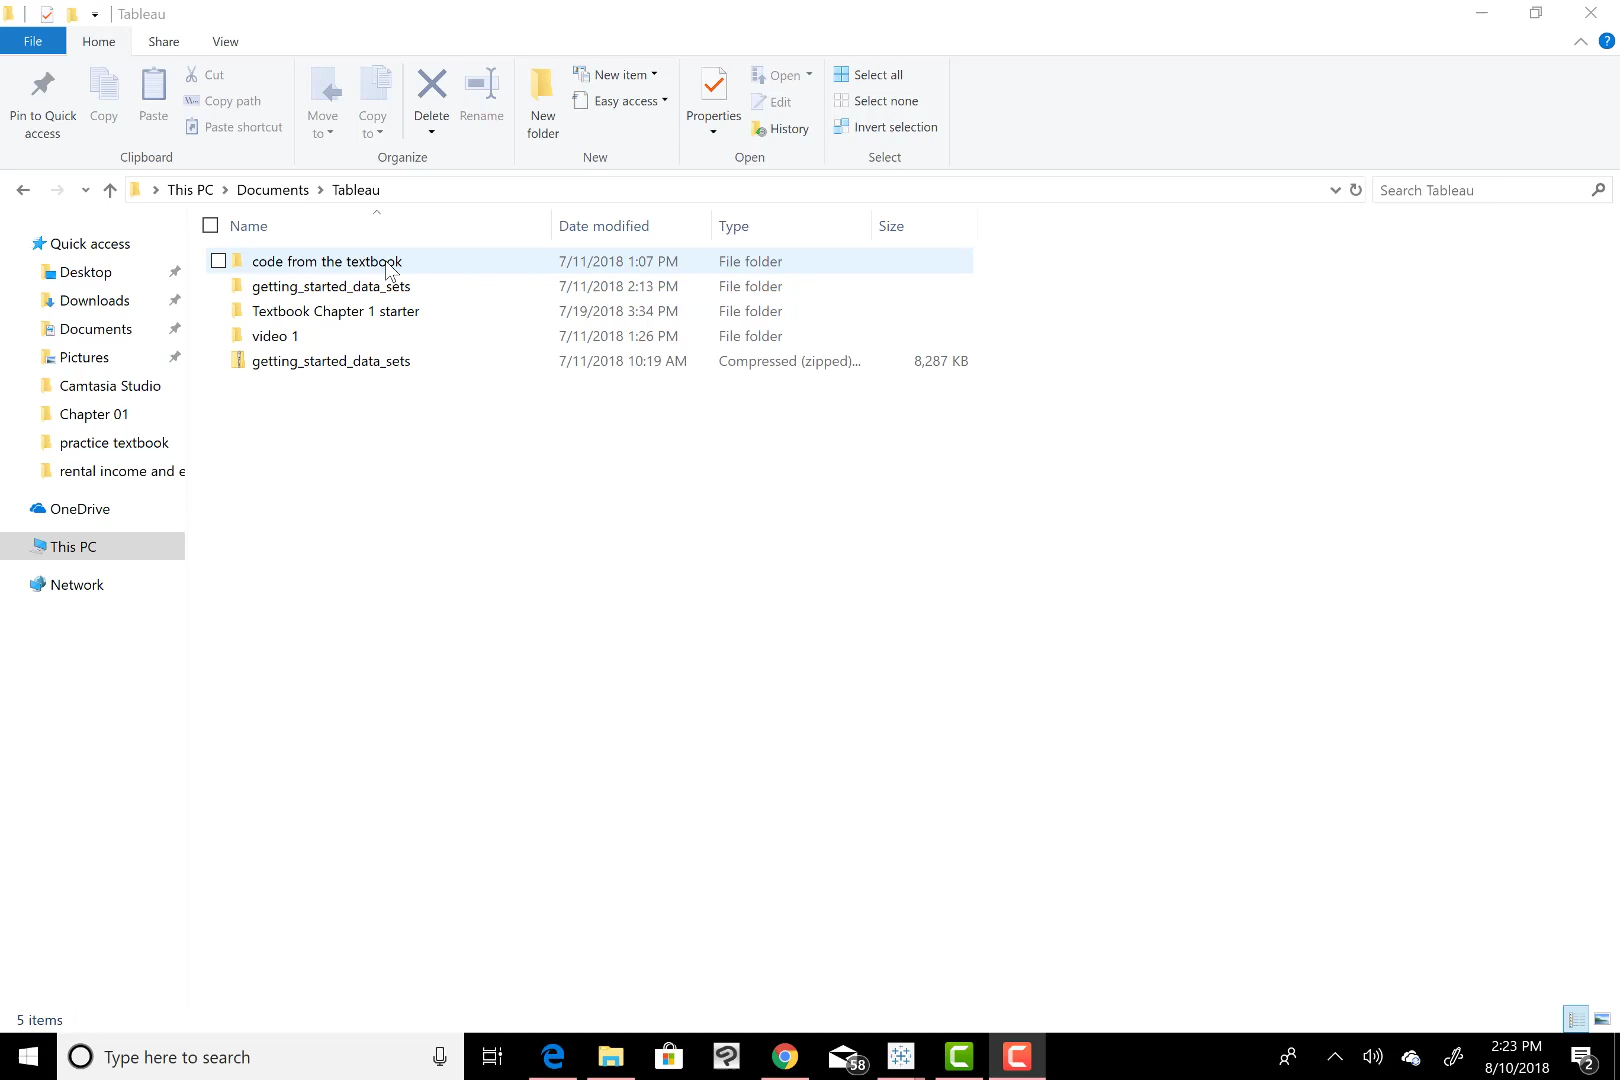 Tableau
File Home Share View
Pin to Quick access
Copy
Paste
Cut
Copy path
Paste shortcut
Clipboard
Move to
Copy to
Delete
Rename
Organize
New folder
New item
Easy access
New
Properties
Open
Edit
History
Open
Select all
Select none
Invert selection
Select
This PC Documents Tableau
Search Tableau
Name Date modified Type Size
code from the textbook 7/11/2018 1:07 PM File folder
getting_started_data_sets 7/11/2018 2:13 PM File folder
Textbook Chapter 1 starter 7/19/2018 3:34 PM File folder
video 1 7/11/2018 1:26 PM File folder
getting_started_data_sets 7/11/2018 10:19 AM Compressed (zipped)... 8,287 KB
Quick access
Desktop
Downloads
Documents
Pictures
Camtasia Studio
Chapter 01
practice textbook
rental income and e
OneDrive
This PC
Network
5 items
Type here to search
58
2:23 PM
8/10/2018
2